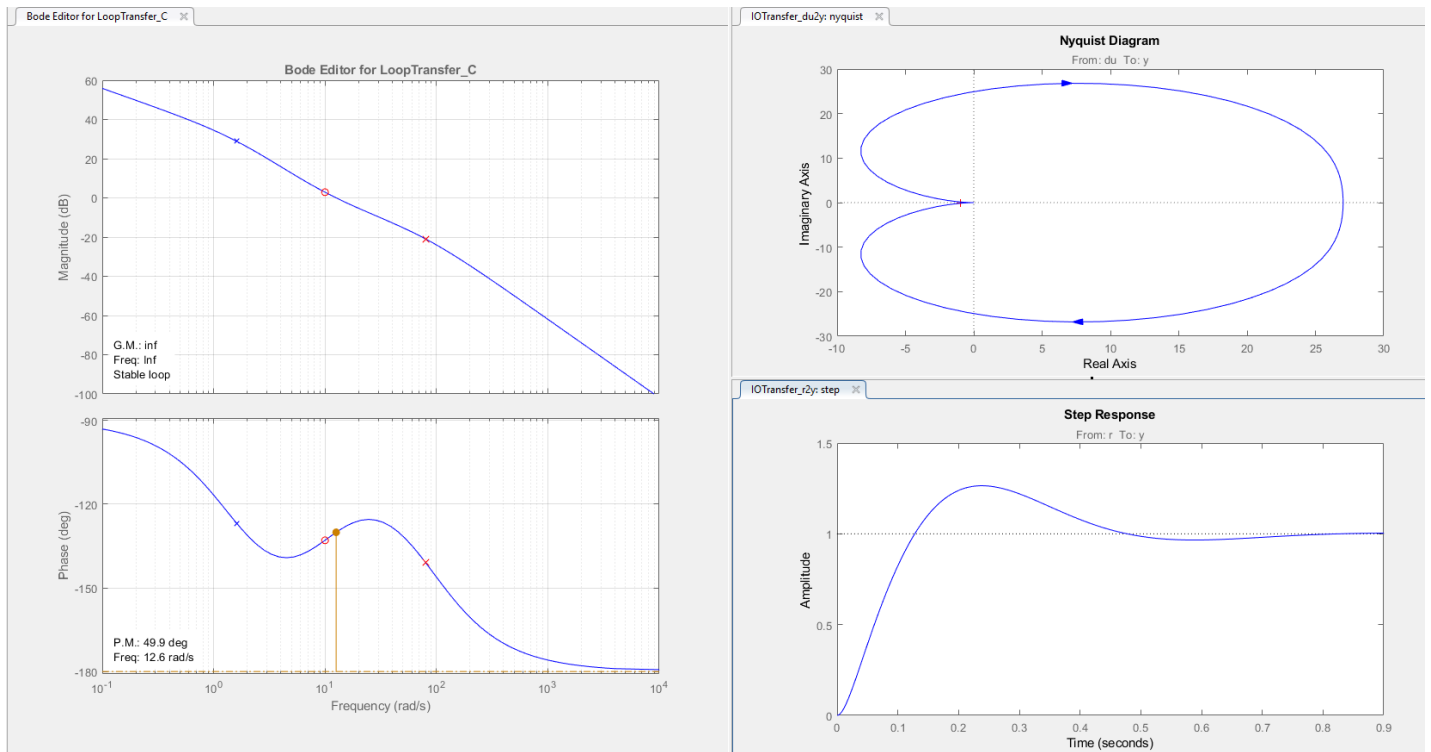 Bode Editor for LoopTransfer_C
Bode Editor for LoopTransfer_C
60
40
20
0
-20
-40
-60
-80
-100
Magnitude (dB)
G.M.: inf
Freq: Inf
Stable loop
-90
-120
-150
-180
Phase (deg)
P.M.: 49.9 deg
Freq: 12.6 rad/s
10^-1
10^0
10^1
10^2
10^3
10^4
Frequency (rad/s)
IOTransfer_du2y: nyquist
Nyquist Diagram
From: du To: y
30
20
10
0
-10
-20
-30
Imaginary Axis
-10
-5
0
5
10
15
20
25
30
Real Axis
IOTransfer_r2y: step
Step Response
From: r To: y
1.5
1
0.5
0
Amplitude
0
0.1
0.2
0.3
0.4
0.5
0.6
0.7
0.8
0.9
Time (seconds)